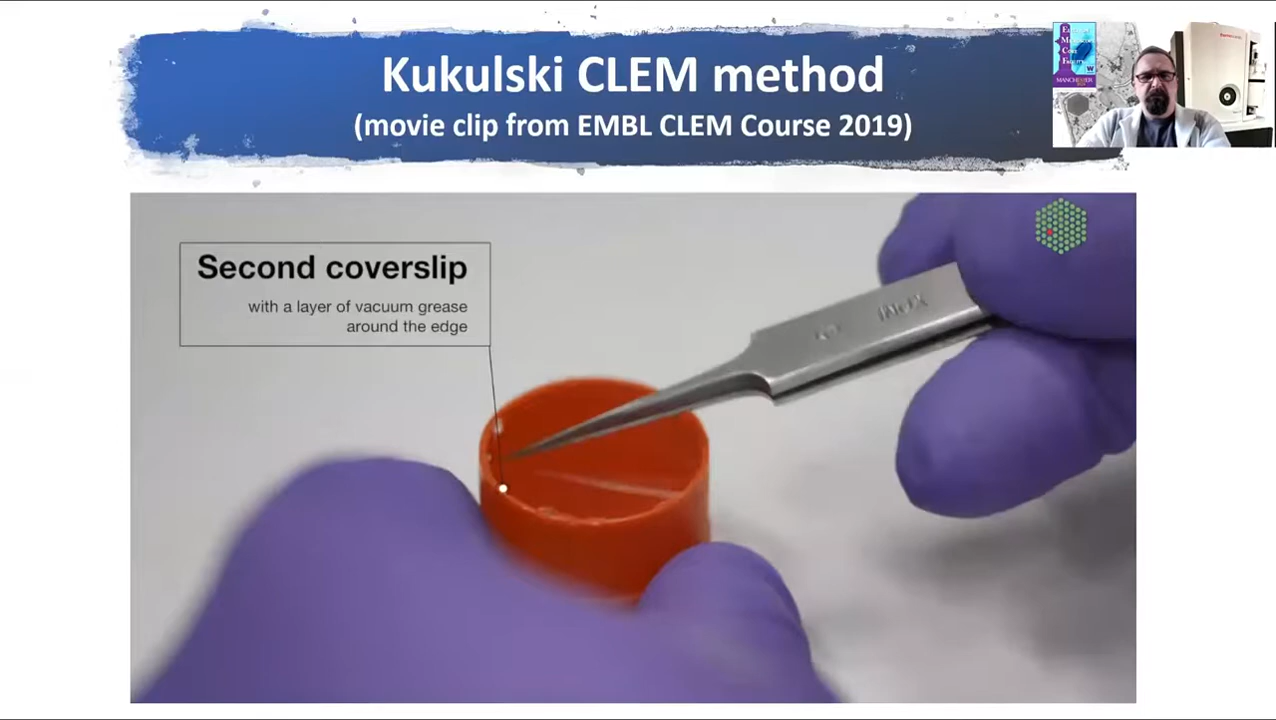 Kukulski CLEM method
(movie clip from EMBL CLEM Course 2019)
Second coverslip
with a layer of vacuum grease
around the edge
MANCHESTER